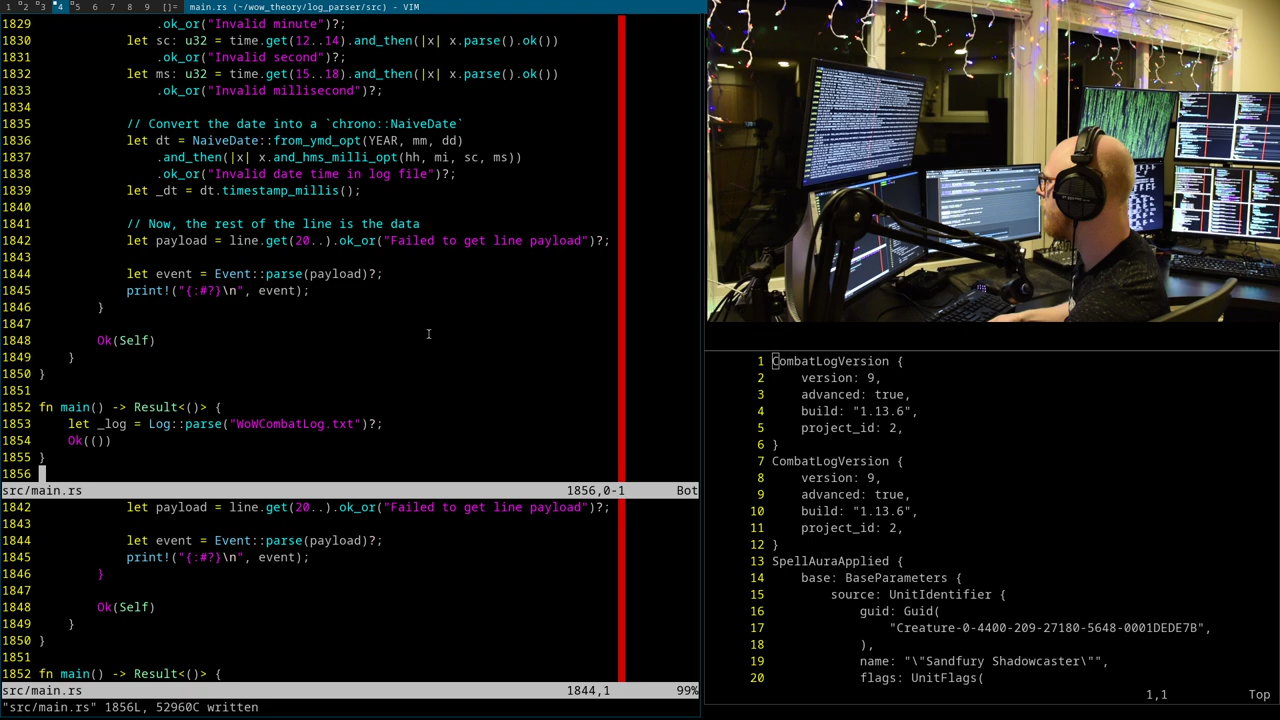 1 2 3 4 5 6 7 8 9 []= main.rs (~/wow_theory/log_parser/src) - VIM
1829 .ok_or("Invalid minute")?;
1830 let sc: u32 = time.get(12..14).and_then(|x| x.parse().ok())
1831 .ok_or("Invalid second")?;
1832 let ms: u32 = time.get(15..18).and_then(|x| x.parse().ok())
1833 .ok_or("Invalid millisecond")?;
1834
1835 // Convert the date into a `chrono::NaiveDate`
1836 let dt = NaiveDate::from_ymd_opt(YEAR, mm, dd)
1837 .and_then(|x| x.and_hms_milli_opt(hh, mi, sc, ms))
1838 .ok_or("Invalid date time in log file")?;
1839 let _dt = dt.timestamp_millis();
1840
1841 // Now, the rest of the line is the data
1842 let payload = line.get(20..).ok_or("Failed to get line payload")?;
1843
1844 let event = Event::parse(payload)?;
1845 print!("{:#?}\n", event);
1846 }
1847
1848 Ok(Self)
1849 }
1850 }
1851
1852 fn main() -> Result<()> {
1853 let _log = Log::parse("WoWCombatLog.txt")?;
1854 Ok(())
1855 }
1856
src/main.rs 1856,0-1 Bot
1842 let payload = line.get(20..).ok_or("Failed to get line payload")?;
1843
1844 let event = Event::parse(payload)?;
1845 print!("{:#?}\n", event);
1846 }
1847
1848 Ok(Self)
1849 }
1850 }
1851
1852 fn main() -> Result<()> {
src/main.rs 1844,1 99%
"src/main.rs" 1856L, 52960C written
1 CombatLogVersion {
2 version: 9,
3 advanced: true,
4 build: "1.13.6",
5 project_id: 2,
6 }
7 CombatLogVersion {
8 version: 9,
9 advanced: true,
10 build: "1.13.6",
11 project_id: 2,
12 }
13 SpellAuraApplied {
14 base: BaseParameters {
15 source: UnitIdentifier {
16 guid: Guid(
17 "Creature-0-4400-209-27180-5648-0001DEDE7B",
18 ),
19 name: "\"Sandfury Shadowcaster\"",
20 flags: UnitFlags(
1,1 Top